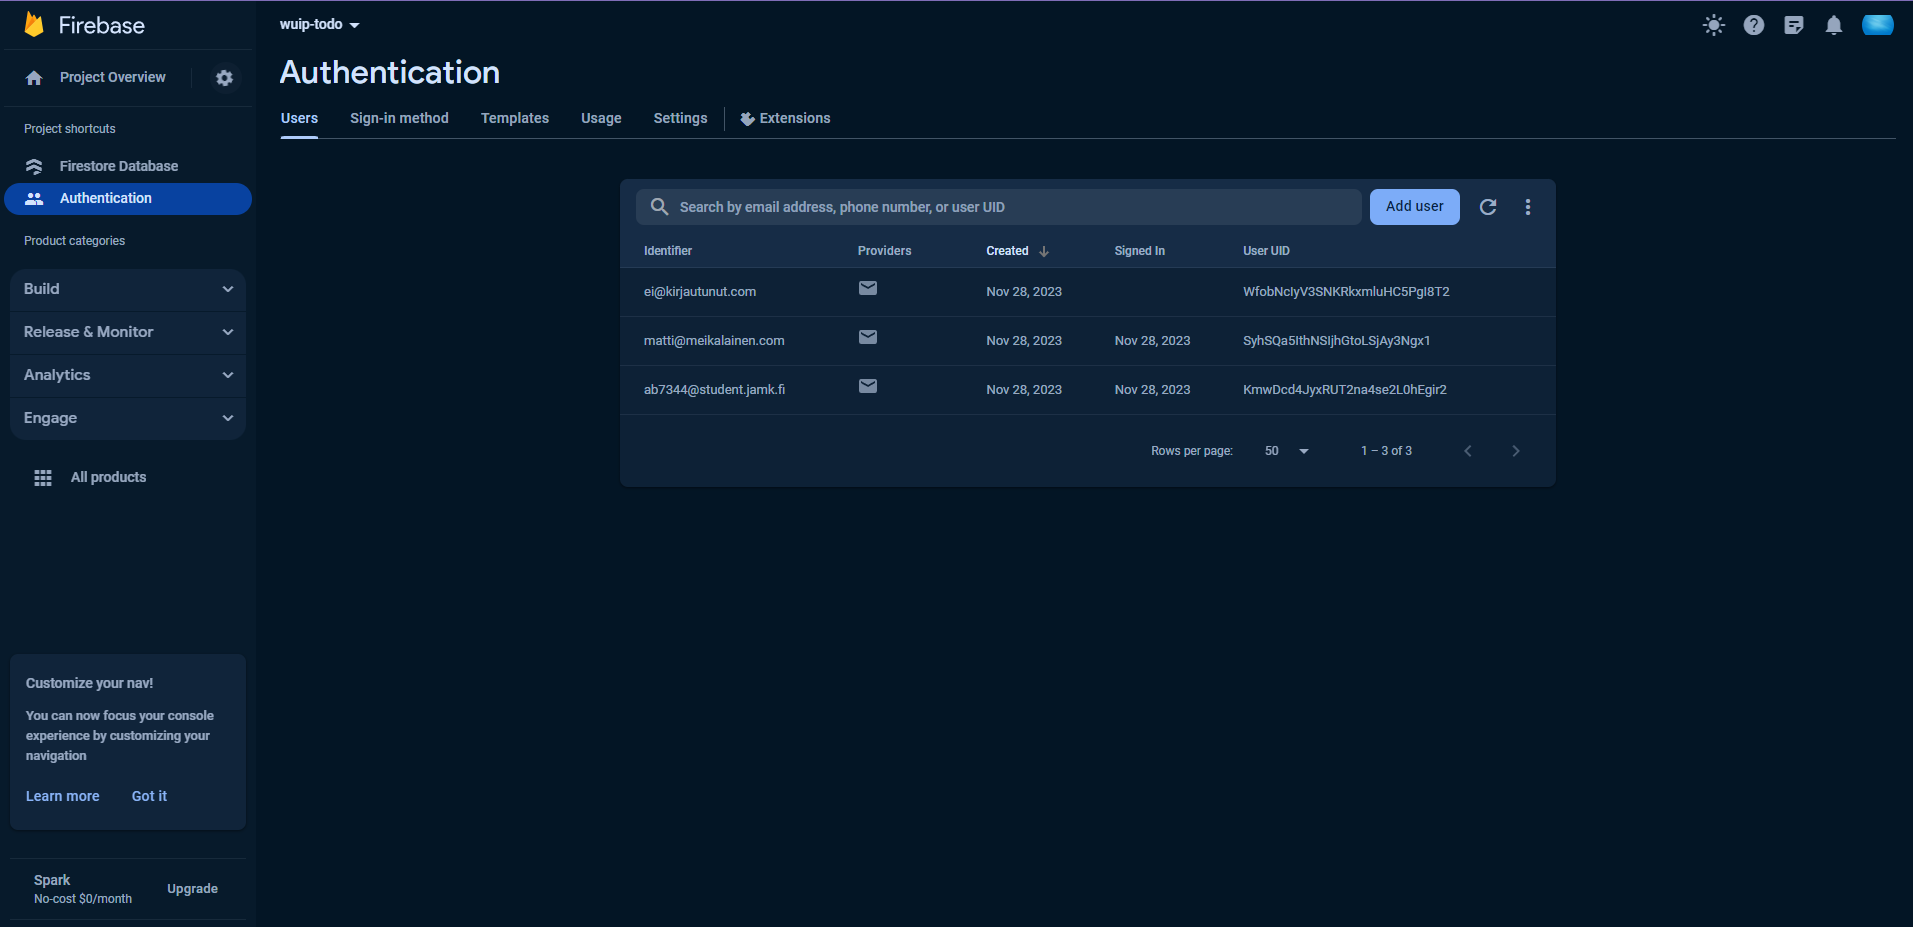 Firebase
Project Overview
Project shortcuts
Firestore Database
Authentication
Product categories
Build
Release & Monitor
Analytics
Engage
All products
Customize your nav!
You can now focus your console
experience by customizing your
navigation
Learn more Got it
Spark
No-cost $0/month
Upgrade
wuip-todo
Authentication
Users Sign-in method Templates Usage Settings Extensions
Search by email address, phone number, or user UID Add user
Identifier Providers Created Signed In User UID
ei@kirjautunut.com Nov 28, 2023 WfobNcIyV3SNKRkxmluHC5PgI8T2
matti@meikalainen.com Nov 28, 2023 Nov 28, 2023 SyhSQa5IthNSIjhGtoLSjAy3Ngx1
ab7344@student.jamk.fi Nov 28, 2023 Nov 28, 2023 KmwDcd4JyxRUT2na4se2L0hEgir2
Rows per page: 50 1 – 3 of 3